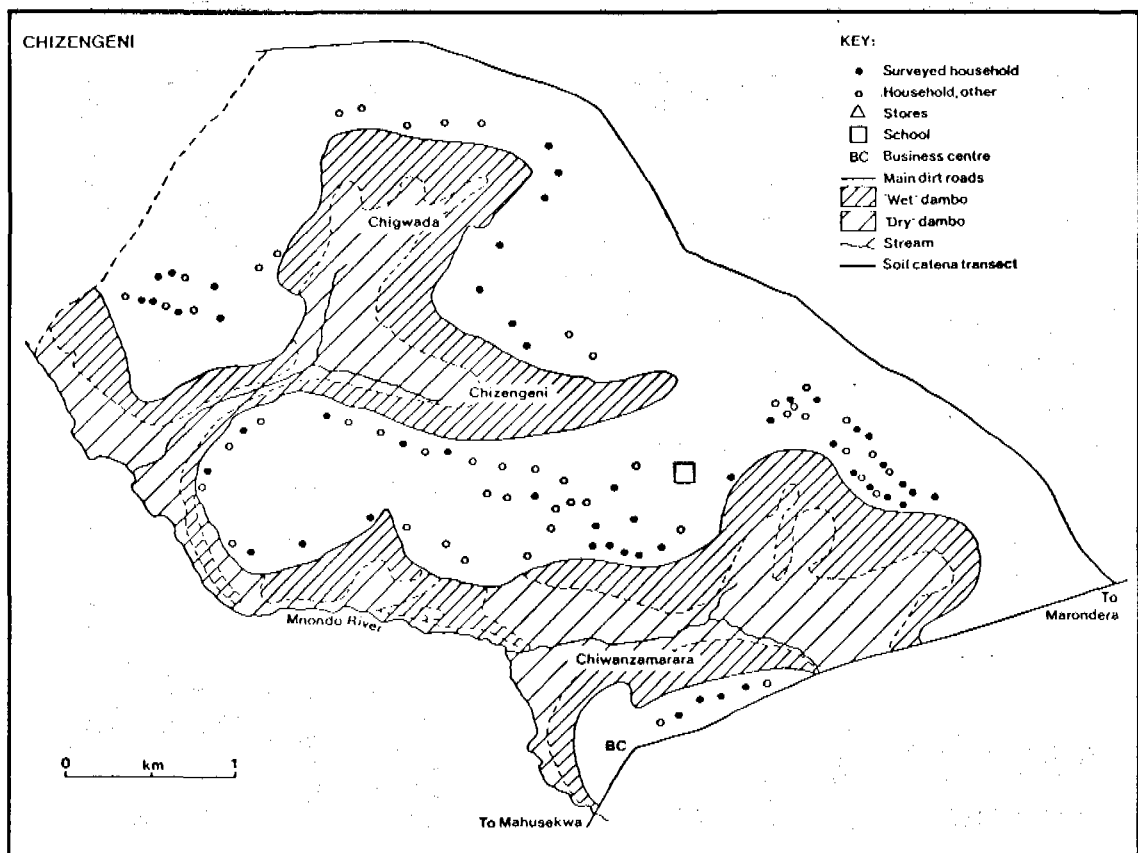 CHIZENGENI
KEY:
Surveyed household
Household, other
Stores
School
BC Business centre
Main dirt roads
'Wet' dambo
'Dry' dambo
Stream
Soil catena transect
Chigwada
Chizengeni
Mnondo River
Chiwanzamarara
To
Marondera
BC
0 km 1
To Mahusekwa